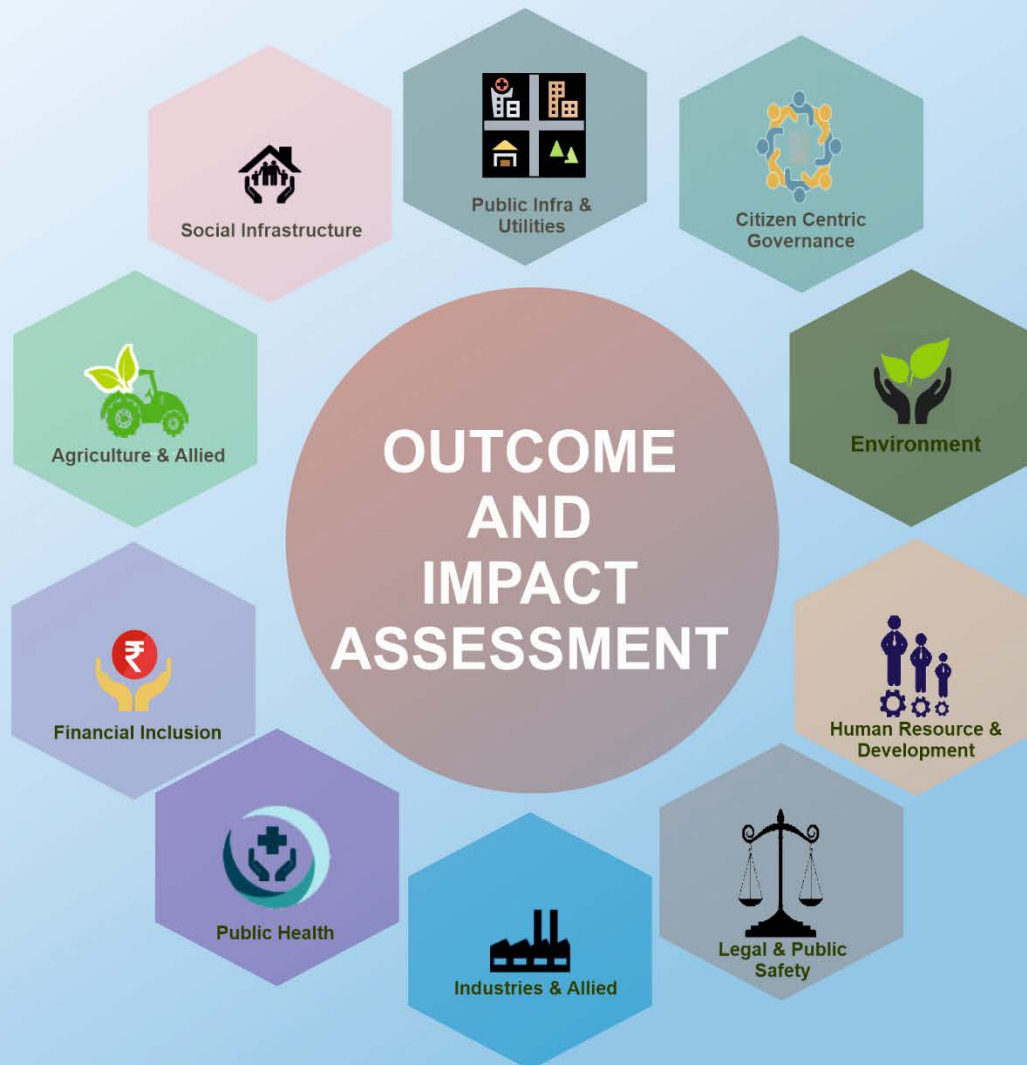 Public Infra &
Utilities
Social Infrastructure
Citizen Centric
Governance
Agriculture & Allied
Environment
OUTCOME
AND
IMPACT
ASSESSMENT
₹
Financial Inclusion
Human Resource &
Development
Public Health
Legal & Public
Safety
Industries & Allied